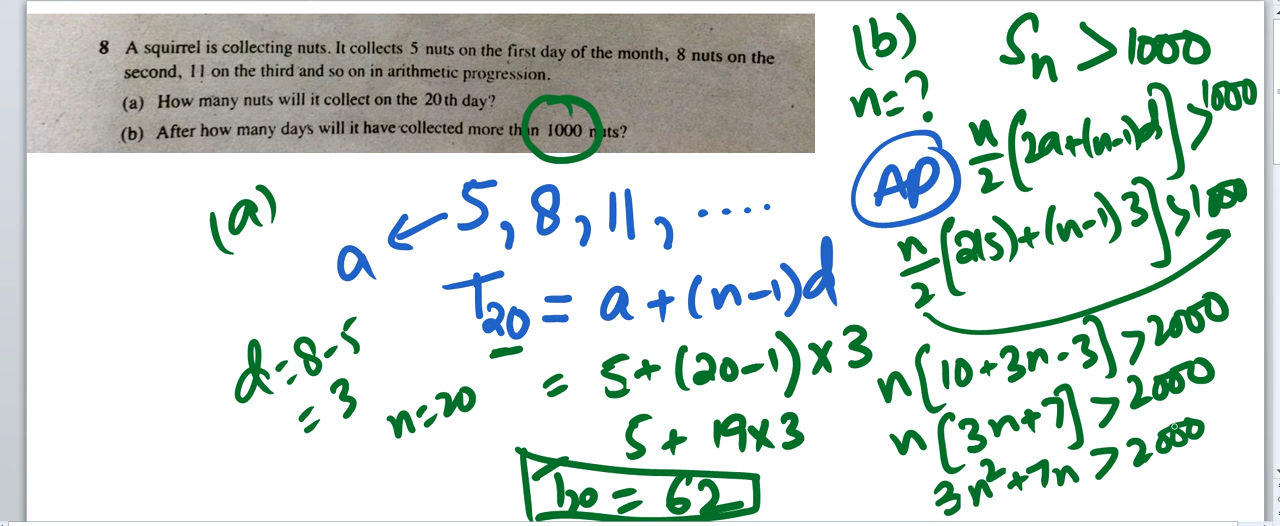 8 A squirrel is collecting nuts. It collects 5 nuts on the first day of the month, 8 nuts on the
second, 11 on the third and so on in arithmetic progression.
(a) How many nuts will it collect on the 20th day?
(b) After how many days will it have collected more than 1000 nuts?
(a)
a ← 5, 8, 11, ....
T20 = a + (n-1)d
d = 8-5
= 3
n=20
= 5 + (20-1) × 3
5 + 19×3
T20 = 62
(b)
Sn > 1000
n=?
AP
n/2 [2a+(n-1)d] > 1000
n/2 [2(5)+(n-1)3] > 1000
n[10+3n-3] > 2000
n[3n+7] > 2000
3n²+7n > 2000